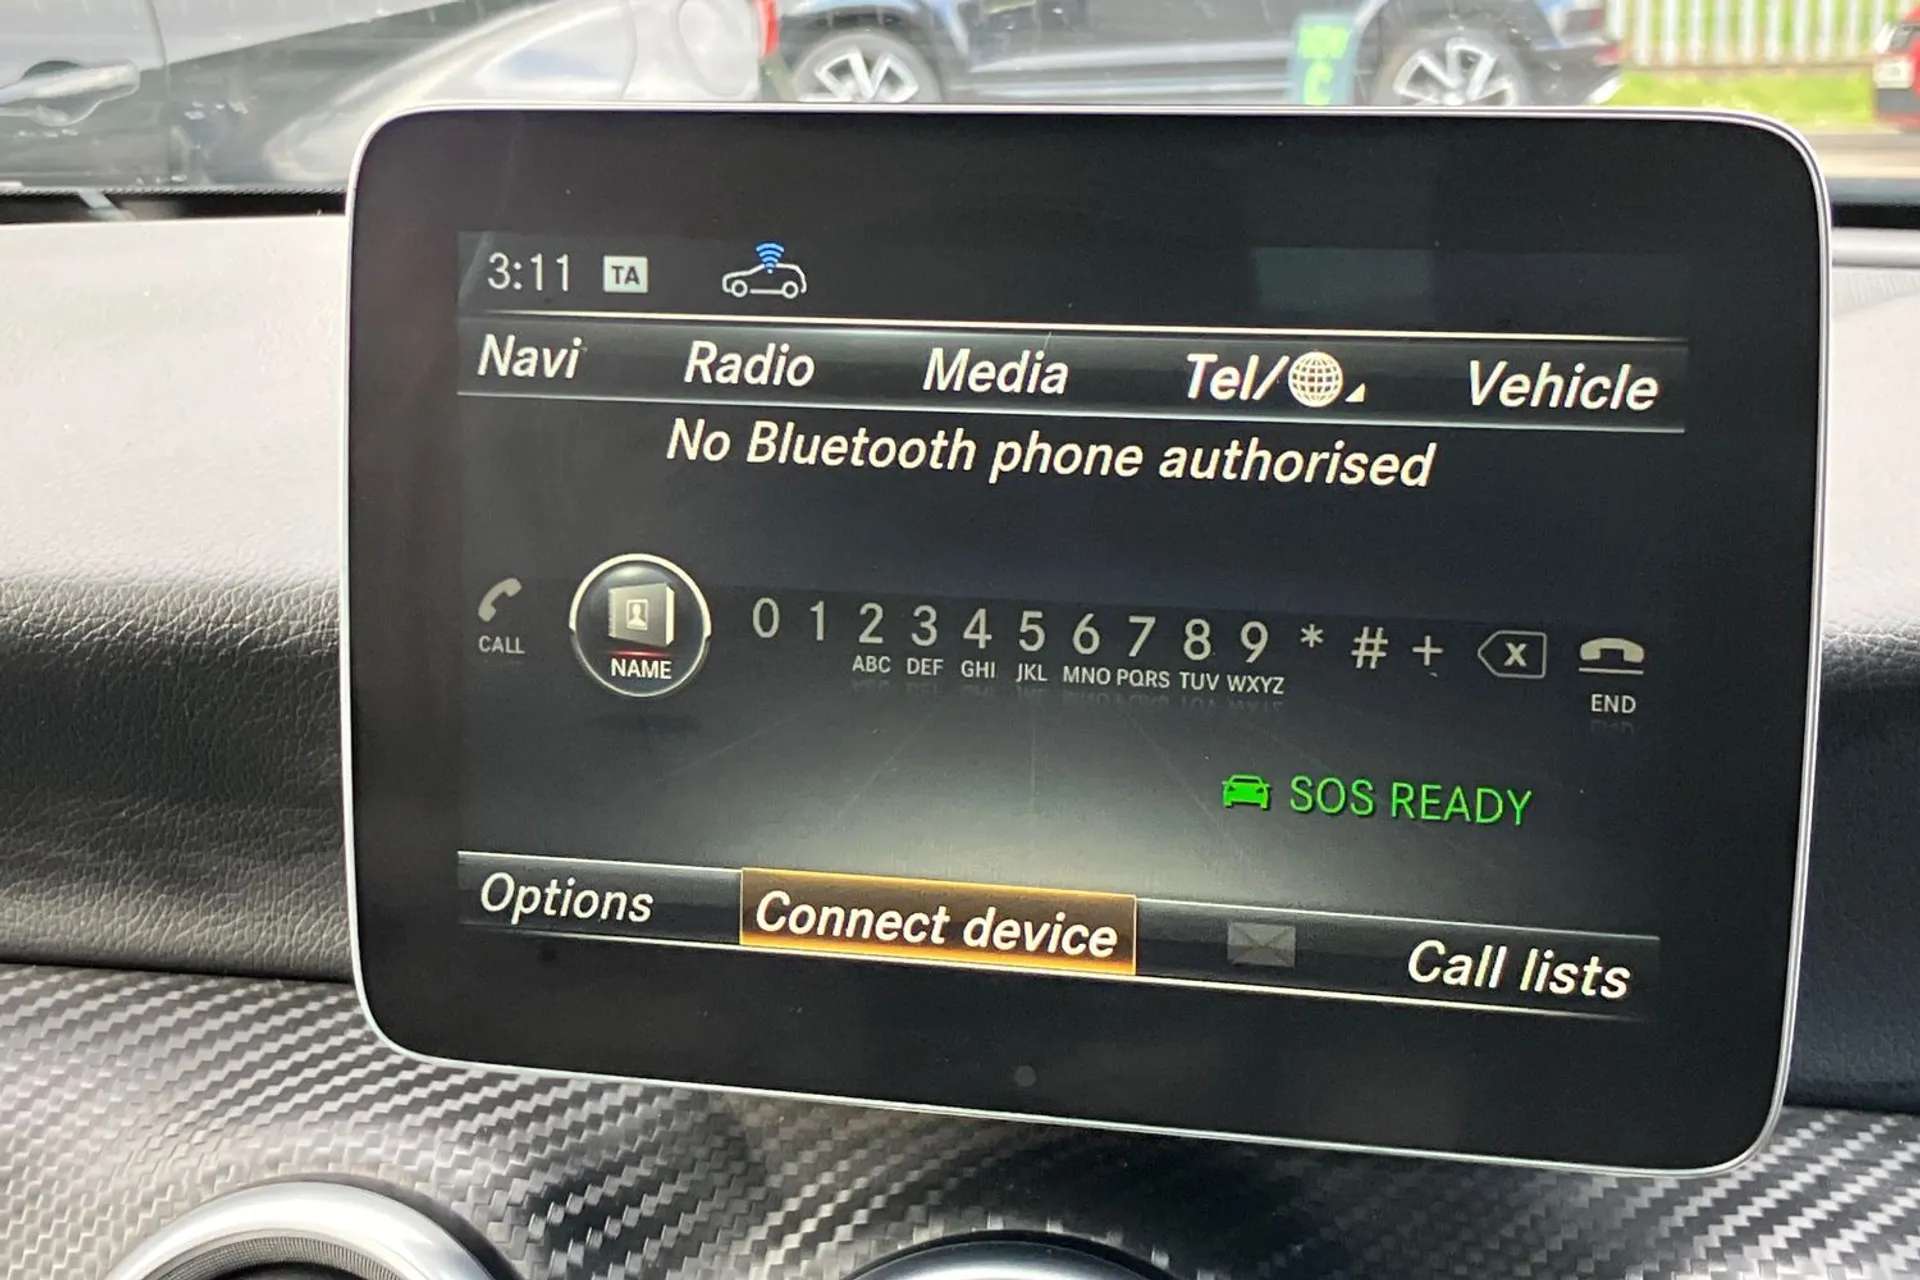 3:11 TA
Navi Radio Media Tel/ Vehicle
No Bluetooth phone authorised
0 1 2 3 4 5 6 7 8 9 * # + x
CALL NAME ABC DEF GHI JKL MNO PQRS TUV WXYZ END
SOS READY
Options Connect device Call lists